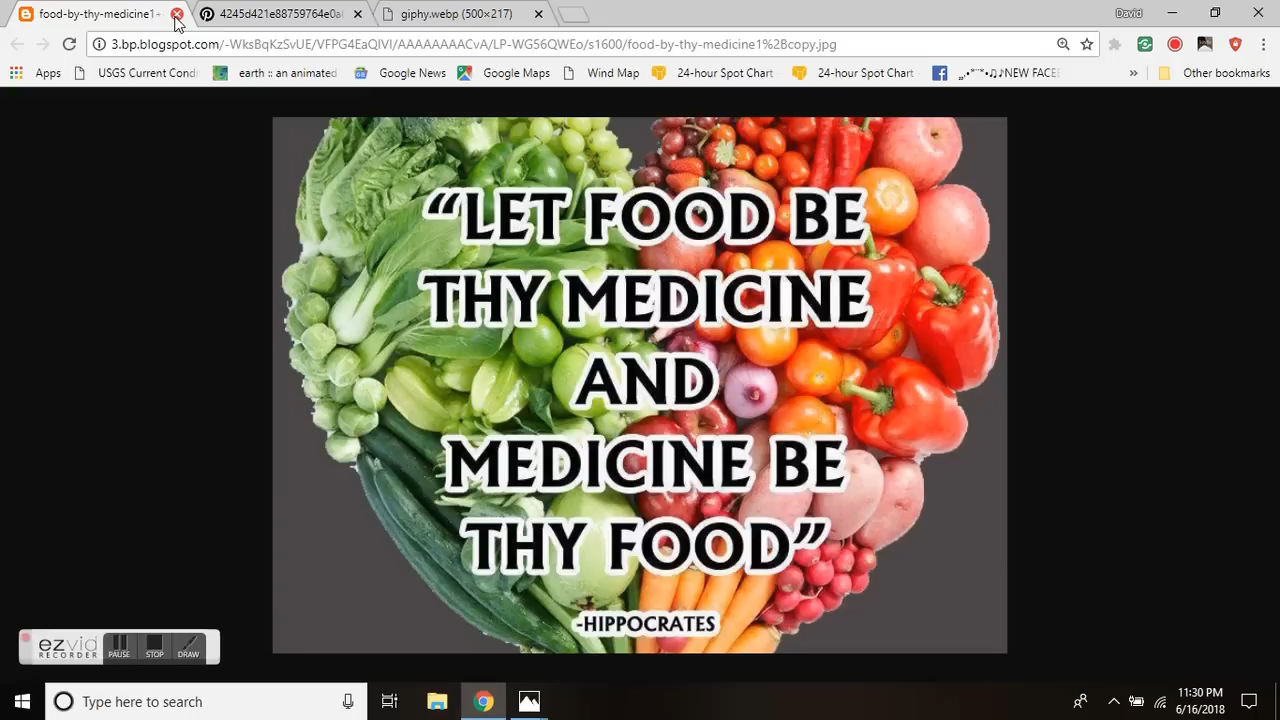 food-by-thy-medicine1
4245d421e88759764e0a
giphy.webp (500×217)
David
3.bp.blogspot.com/-WksBqKzSvUE/VFPG4EaQIVI/AAAAAAAACvA/LP-WG56QWEo/s1600/food-by-thy-medicine1%2Bcopy.jpg
Apps
USGS Current Condi
earth :: an animated
Google News
Google Maps
Wind Map
24-hour Spot Chart
24-hour Spot Chart
NEW FACE
»
Other bookmarks
“LET FOOD BE
THY MEDICINE
AND
MEDICINE BE
THY FOOD”
-HIPPOCRATES
ezvid
RECORDER
PAUSE
STOP
DRAW
Type here to search
11:30 PM
6/16/2018